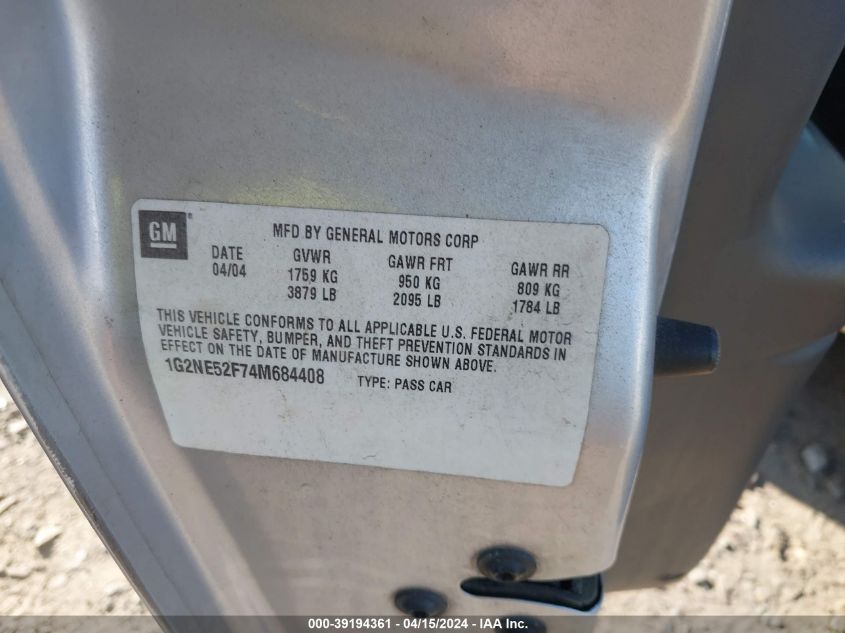 GM ®
MFD BY GENERAL MOTORS CORP
DATE GVWR GAWR FRT GAWR RR
04/04 1759 KG 950 KG 809 KG
3879 LB 2095 LB 1784 LB
THIS VEHICLE CONFORMS TO ALL APPLICABLE U.S. FEDERAL MOTOR
VEHICLE SAFETY, BUMPER, AND THEFT PREVENTION STANDARDS IN
EFFECT ON THE DATE OF MANUFACTURE SHOWN ABOVE.
1G2NE52F74M684408 TYPE: PASS CAR
000-39194361 - 04/15/2024 - IAA Inc.